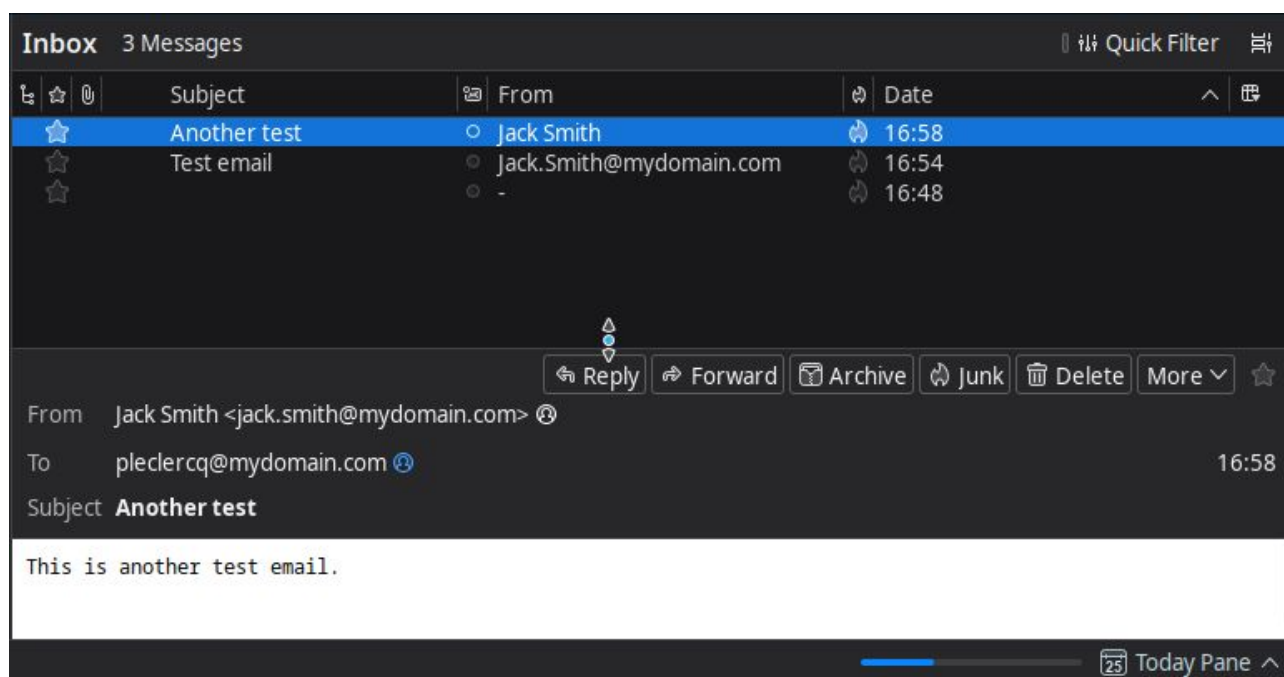 Inbox 3 Messages Quick Filter
Subject From Date
Another test Jack Smith 16:58
Test email Jack.Smith@mydomain.com 16:54
- 16:48
Reply Forward Archive Junk Delete More
From Jack Smith <jack.smith@mydomain.com>
To pleclercq@mydomain.com 16:58
Subject Another test
This is another test email.
25 Today Pane